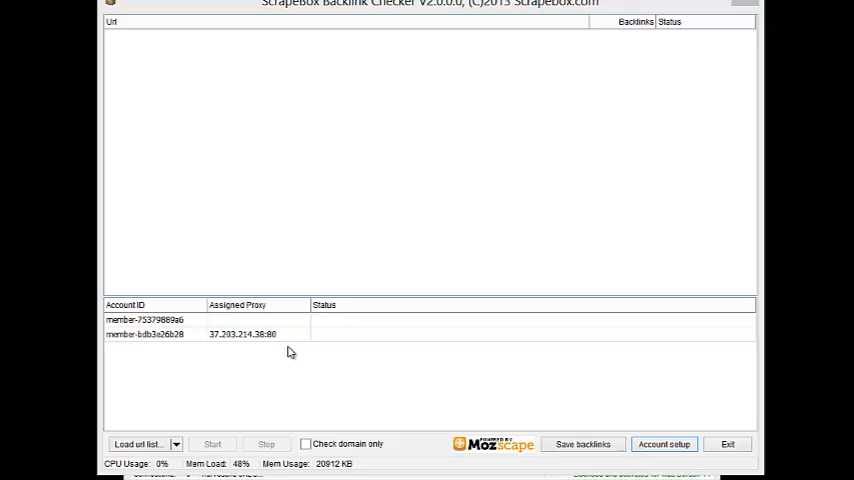 ScrapeBox Backlink Checker V2.0.0.0, (C)2013 Scrapebox.com
Url Backlinks Status
Account ID Assigned Proxy Status
member-75379889a6
member-bdb3e26b28 37.203.214.38:80
Load url list... Start Stop Check domain only POWERED BY Mozscape Save backlinks Account setup Exit
CPU Usage: 0% Mem Load: 48% Mem Usage: 20912 KB